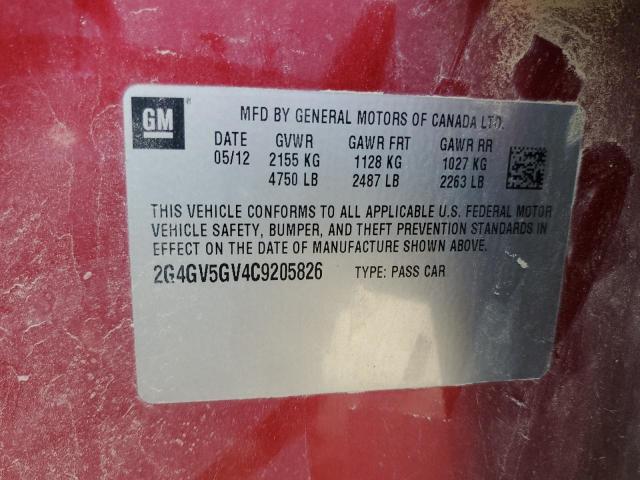 GM
MFD BY GENERAL MOTORS OF CANADA LTD.
DATE GVWR GAWR FRT GAWR RR
05/12 2155 KG 1128 KG 1027 KG
4750 LB 2487 LB 2263 LB
THIS VEHICLE CONFORMS TO ALL APPLICABLE U.S. FEDERAL MOTOR
VEHICLE SAFETY, BUMPER, AND THEFT PREVENTION STANDARDS IN
EFFECT ON THE DATE OF MANUFACTURE SHOWN ABOVE.
2G4GV5GV4C9205826 TYPE: PASS CAR